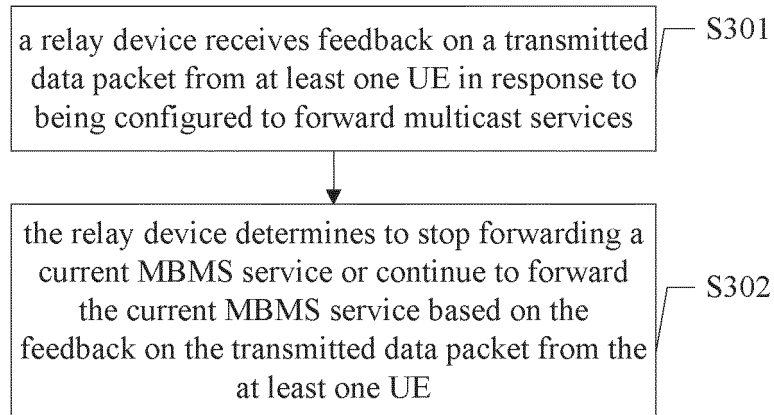 a relay device receives feedback on a transmitted
data packet from at least one UE in response to
being configured to forward multicast services
S301
the relay device determines to stop forwarding a
current MBMS service or continue to forward
the current MBMS service based on the
feedback on the transmitted data packet from the
at least one UE
S302